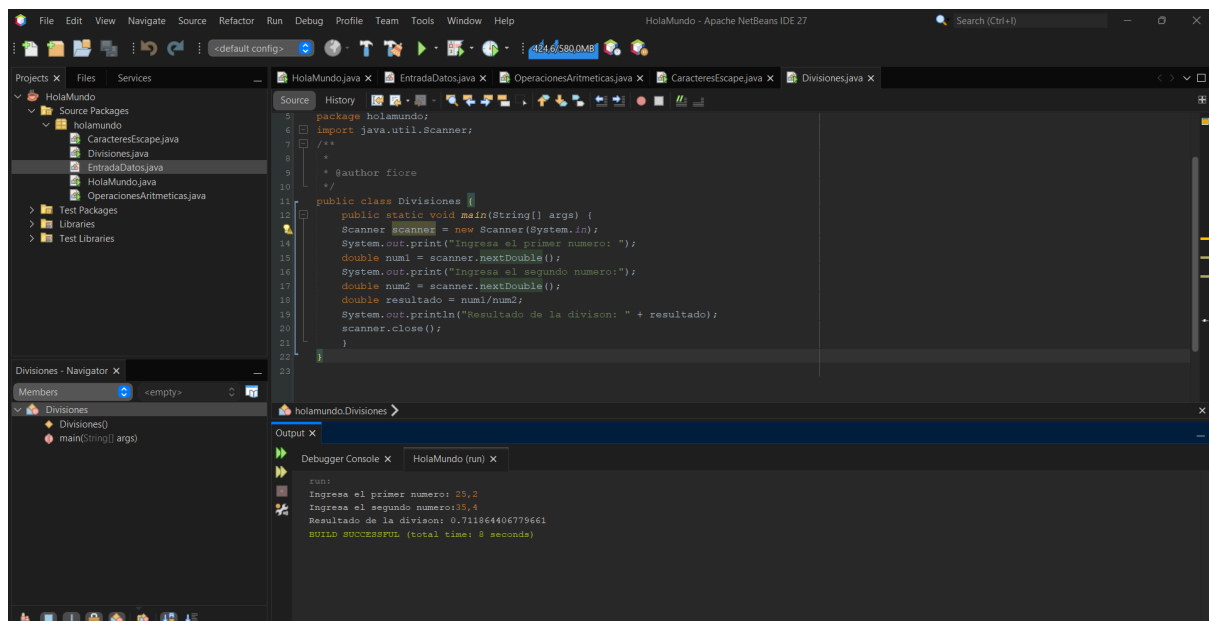 File Edit View Navigate Source Refactor Run Debug Profile Team Tools Window Help HolaMundo - Apache NetBeans IDE 27 Search (Ctrl+I)
<default config> 424.6/580.0MB
Projects Files Services
HolaMundo
Source Packages
holamundo
CaracteresEscape.java
Divisiones.java
EntradaDatos.java
HolaMundo.java
OperacionesAritmeticas.java
Test Packages
Libraries
Test Libraries
Divisiones - Navigator
Members <empty>
Divisiones
Divisiones()
main(String[] args)
HolaMundo.java EntradaDatos.java OperacionesAritmeticas.java CaracteresEscape.java Divisiones.java
Source History
5 package holamundo;
6 import java.util.Scanner;
7 /**
8 *
9 * @author fiore
10 */
11 public class Divisiones {
12 public static void main(String[] args) {
Scanner scanner = new Scanner(System.in);
14 System.out.print("Ingresa el primer numero: ");
15 double num1 = scanner.nextDouble();
16 System.out.print("Ingresa el segundo numero:");
17 double num2 = scanner.nextDouble();
18 double resultado = num1/num2;
19 System.out.println("Resultado de la divison: " + resultado);
20 scanner.close();
21 }
22 }
23
holamundo.Divisiones
Output
Debugger Console HolaMundo (run)
run:
Ingresa el primer numero: 25,2
Ingresa el segundo numero:35,4
Resultado de la divison: 0.711864406779661
BUILD SUCCESSFUL (total time: 8 seconds)